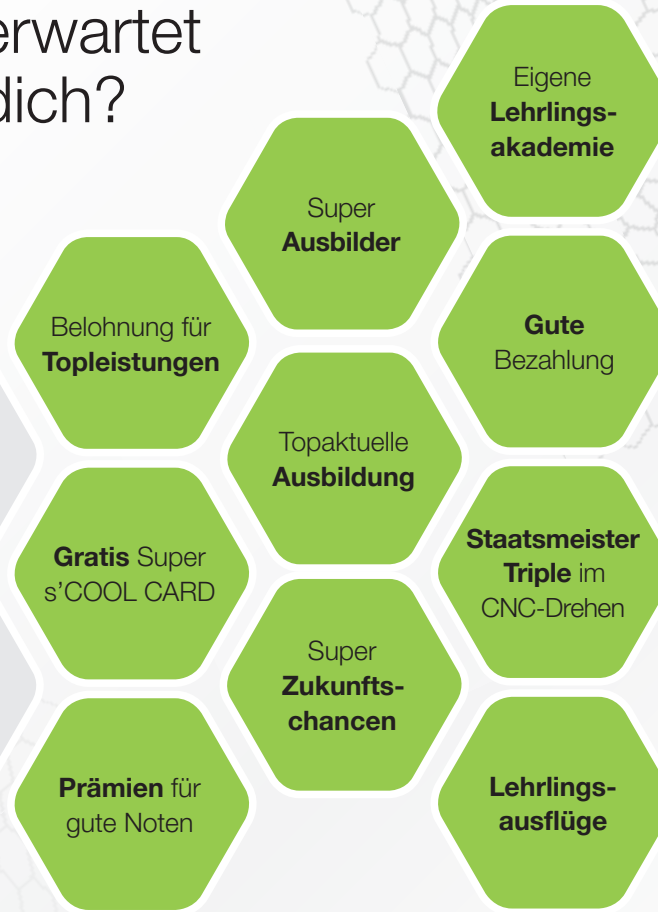 erwartet
dich?
Eigene
Lehrlings-
akademie
Super
Ausbilder
Belohnung für
Topleistungen
Gute
Bezahlung
Topaktuelle
Ausbildung
Gratis Super
s’COOL CARD
Staatsmeister
Triple im
CNC-Drehen
Super
Zukunfts-
chancen
Prämien für
gute Noten
Lehrlings-
ausflüge